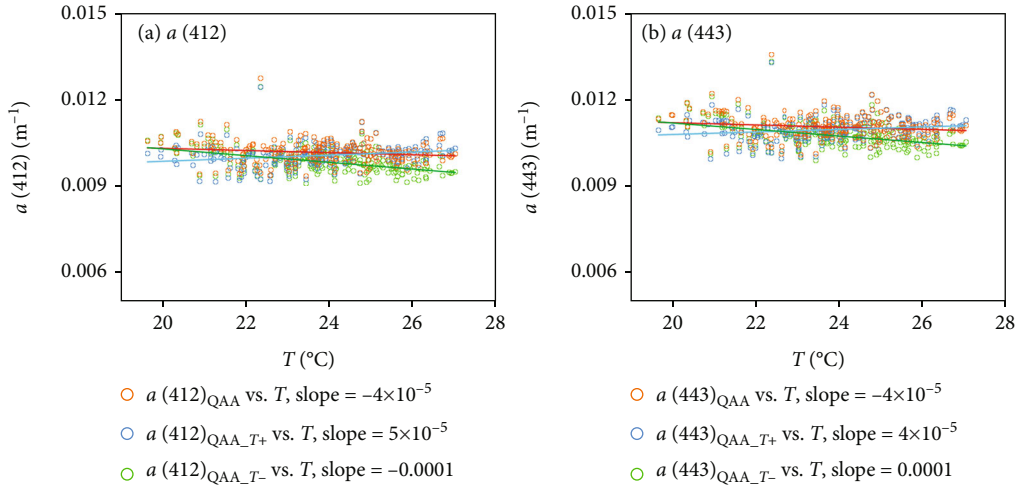 (a) a (412)
0.015
0.012
0.009
0.006
a (412) (m⁻¹)
20 22 24 26 28
T (°C)
a (412)QAA vs. T, slope = –4×10⁻⁵
a (412)QAA_T+ vs. T, slope = 5×10⁻⁵
a (412)QAA_T– vs. T, slope = –0.0001
(b) a (443)
0.015
0.012
0.009
0.006
a (443) (m⁻¹)
20 22 24 26 28
T (°C)
a (443)QAA vs. T, slope = –4×10⁻⁵
a (443)QAA_T+ vs. T, slope = 4×10⁻⁵
a (443)QAA_T– vs. T, slope = 0.0001